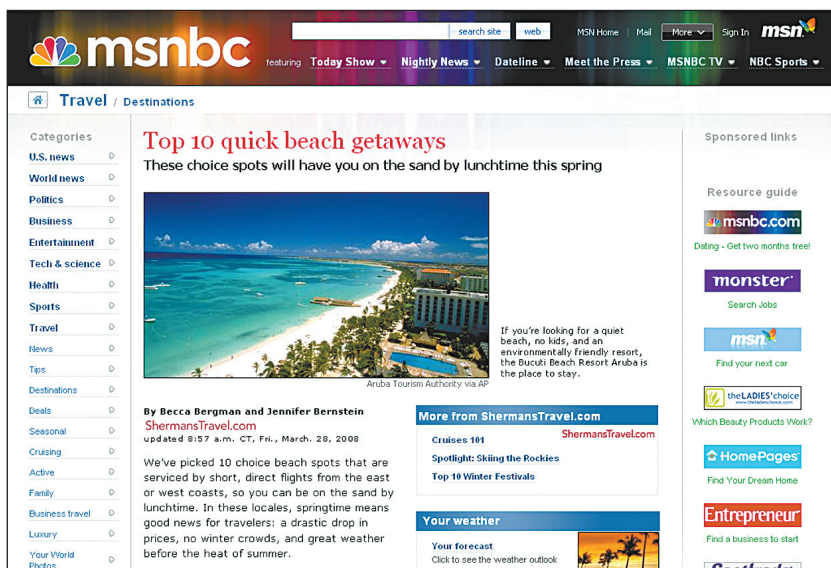 msnbc
search site web MSN Home | Mail More Sign In msn
featuring Today Show Nightly News Dateline Meet the Press MSNBC TV NBC Sports
Travel / Destinations
Categories
U.S. news
World news
Politics
Business
Entertainment
Tech & science
Health
Sports
Travel
News
Tips
Destinations
Deals
Seasonal
Cruising
Active
Family
Business travel
Luxury
Your World
Photos
Top 10 quick beach getaways
These choice spots will have you on the sand by lunchtime this spring
If you're looking for a quiet
beach, no kids, and an
environmentally friendly resort,
the Bucuti Beach Resort Aruba is
the place to stay.
Aruba Tourism Authority via AP
By Becca Bergman and Jennifer Bernstein
ShermansTravel.com
updated 8:57 a.m. CT, Fri., March. 28, 2008
We've picked 10 choice beach spots that are
serviced by short, direct flights from the east
or west coasts, so you can be on the sand by
lunchtime. In these locales, springtime means
good news for travelers: a drastic drop in
prices, no winter crowds, and great weather
before the heat of summer.
More from ShermansTravel.com
ShermansTravel.com
Cruises 101
Spotlight: Skiing the Rockies
Top 10 Winter Festivals
Your weather
Your forecast
Click to see the weather outlook
Sponsored links
Resource guide
msnbc.com
Dating - Get two months free!
monster
Search Jobs
msn
Find your next car
theLADIES'choice
www.theladieschoice.com
Which Beauty Products Work?
HomePages
Find Your Dream Home
Entrepreneur
Find a business to start